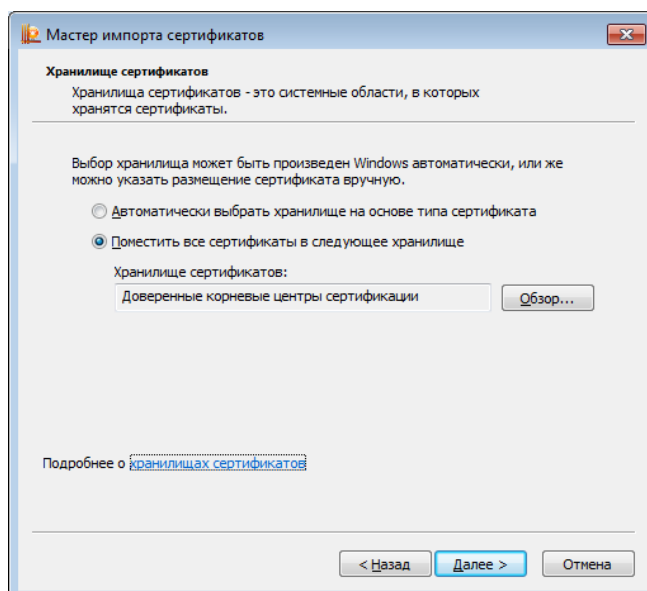 Мастер импорта сертификатов
Хранилище сертификатов
Хранилища сертификатов - это системные области, в которых
хранятся сертификаты.
Выбор хранилища может быть произведен Windows автоматически, или же
можно указать размещение сертификата вручную.
Автоматически выбрать хранилище на основе типа сертификата
Поместить все сертификаты в следующее хранилище
Хранилище сертификатов:
Доверенные корневые центры сертификации
Обзор...
Подробнее о хранилищах сертификатов
< Назад
Далее >
Отмена